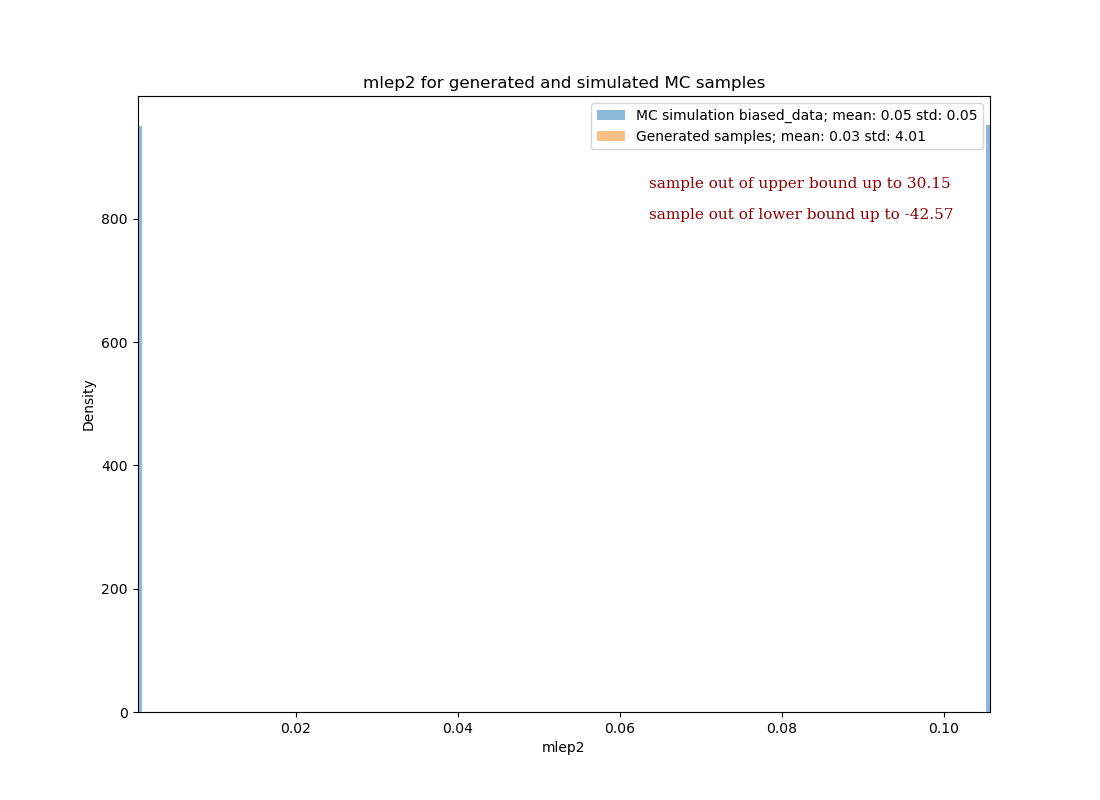 mlep2 for generated and simulated MC samples
MC simulation biased_data; mean: 0.05 std: 0.05
Generated samples; mean: 0.03 std: 4.01
sample out of upper bound up to 30.15
sample out of lower bound up to -42.57
800
600
400
200
0
Density
0.02 0.04 0.06 0.08 0.10
mlep2